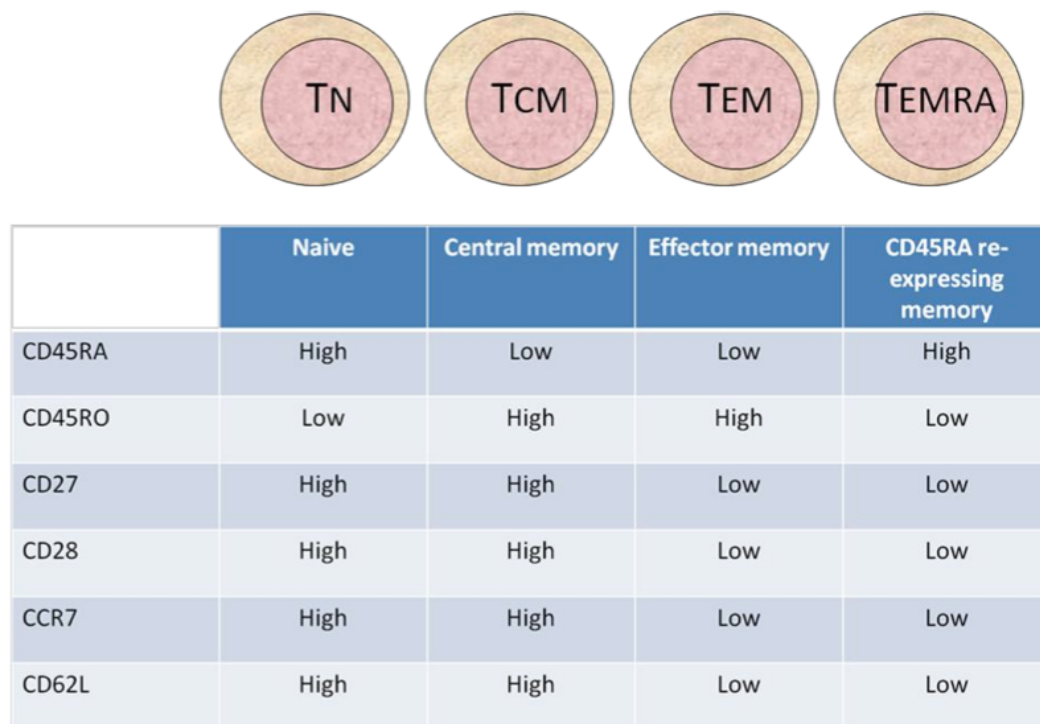 TN TCM TEM TEMRA
Naive Central memory Effector memory CD45RA re-
expressing
memory
CD45RA High Low Low High
CD45RO Low High High Low
CD27 High High Low Low
CD28 High High Low Low
CCR7 High High Low Low
CD62L High High Low Low